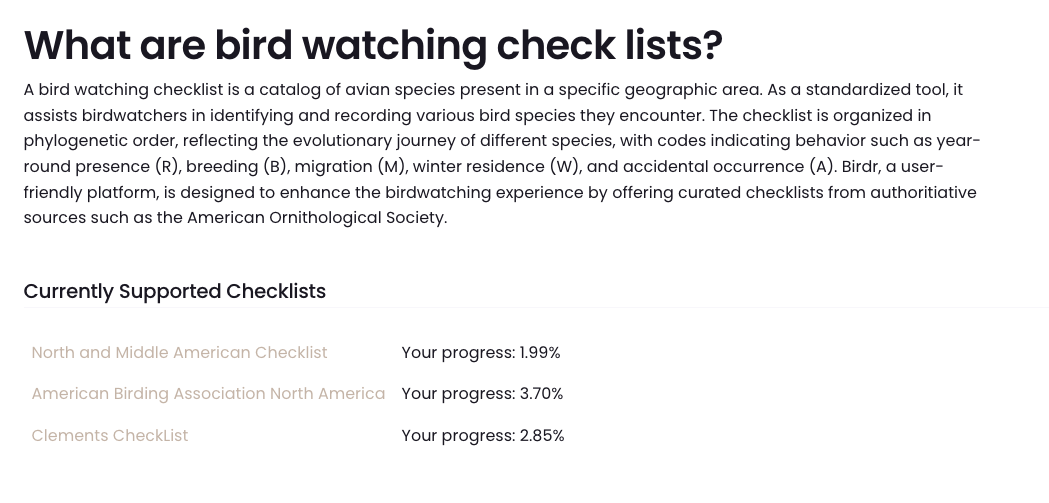 What are bird watching check lists?
A bird watching checklist is a catalog of avian species present in a specific geographic area. As a standardized tool, it
assists birdwatchers in identifying and recording various bird species they encounter. The checklist is organized in
phylogenetic order, reflecting the evolutionary journey of different species, with codes indicating behavior such as year-
round presence (R), breeding (B), migration (M), winter residence (W), and accidental occurrence (A). Birdr, a user-
friendly platform, is designed to enhance the birdwatching experience by offering curated checklists from authoritiative
sources such as the American Ornithological Society.
Currently Supported Checklists
North and Middle American Checklist Your progress: 1.99%
American Birding Association North America Your progress: 3.70%
Clements CheckList Your progress: 2.85%